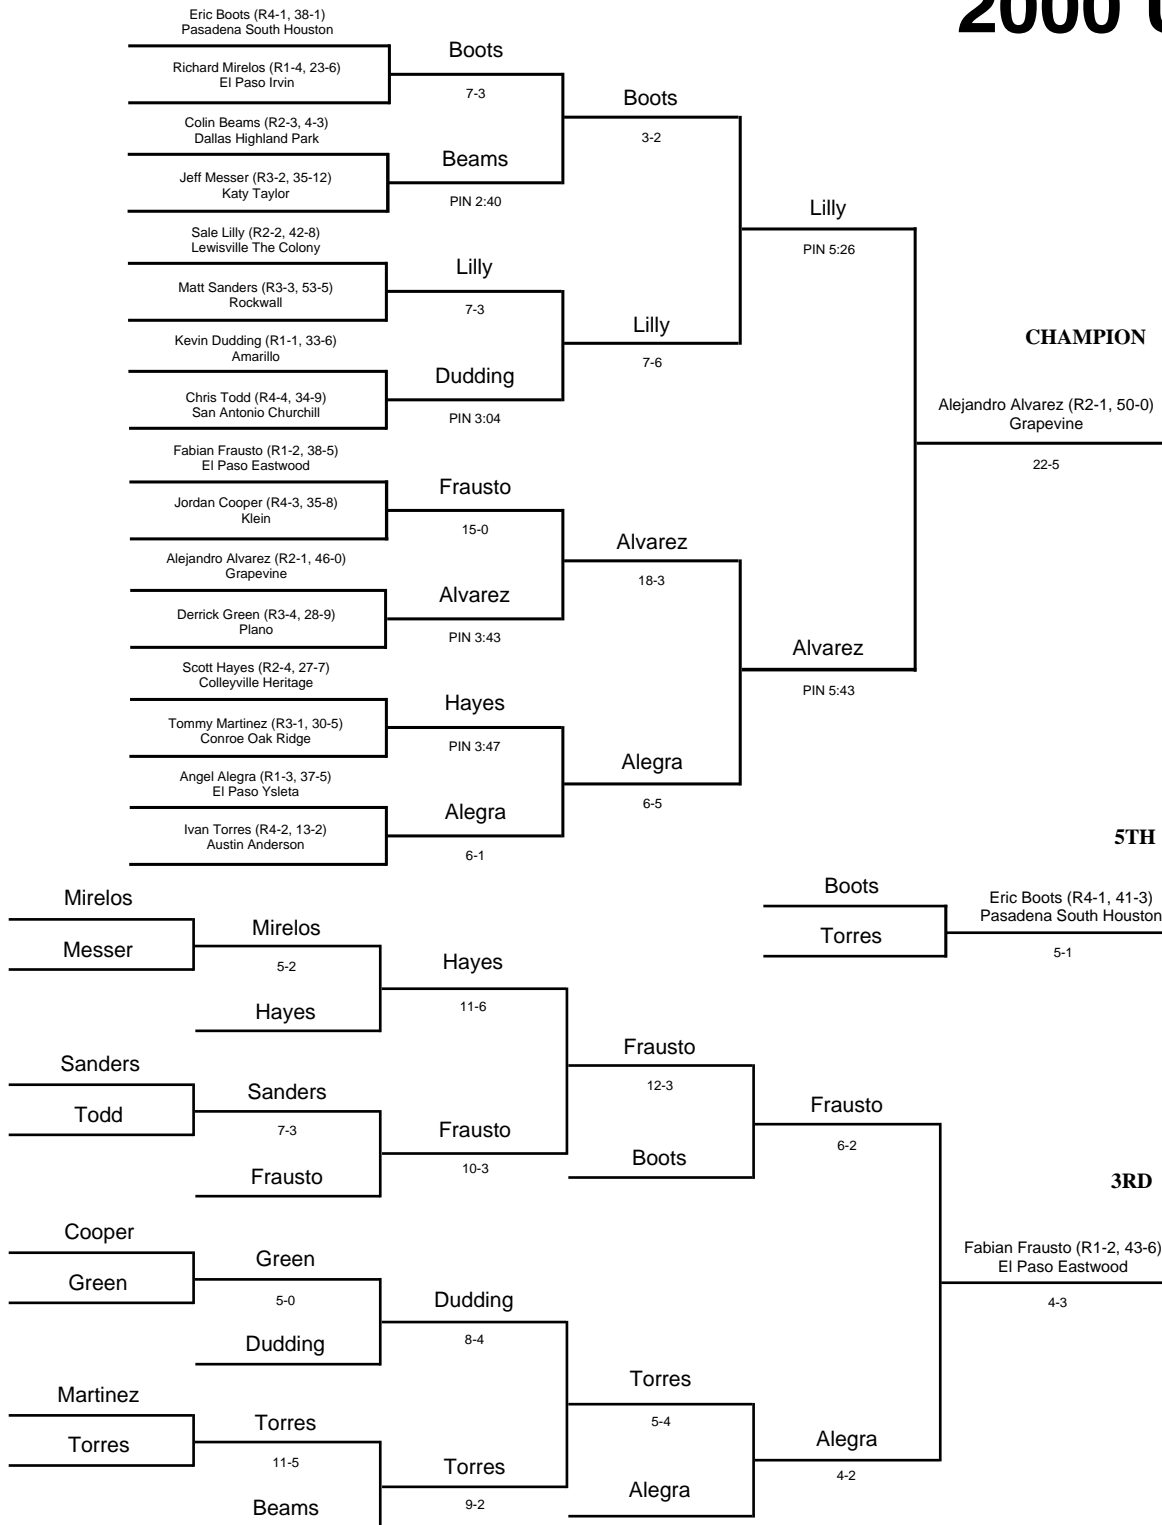 2000 U
Eric Boots (R4-1, 38-1)
Pasadena South Houston
Richard Mirelos (R1-4, 23-6)
El Paso Irvin
Colin Beams (R2-3, 4-3)
Dallas Highland Park
Jeff Messer (R3-2, 35-12)
Katy Taylor
Sale Lilly (R2-2, 42-8)
Lewisville The Colony
Matt Sanders (R3-3, 53-5)
Rockwall
Kevin Dudding (R1-1, 33-6)
Amarillo
Chris Todd (R4-4, 34-9)
San Antonio Churchill
Fabian Frausto (R1-2, 38-5)
El Paso Eastwood
Jordan Cooper (R4-3, 35-8)
Klein
Alejandro Alvarez (R2-1, 46-0)
Grapevine
Derrick Green (R3-4, 28-9)
Plano
Scott Hayes (R2-4, 27-7)
Colleyville Heritage
Tommy Martinez (R3-1, 30-5)
Conroe Oak Ridge
Angel Alegra (R1-3, 37-5)
El Paso Ysleta
Ivan Torres (R4-2, 13-2)
Austin Anderson
Boots
7-3
Beams
PIN 2:40
Lilly
7-3
Dudding
PIN 3:04
Frausto
15-0
Alvarez
PIN 3:43
Hayes
PIN 3:47
Alegra
6-1
Boots
3-2
Lilly
7-6
Alvarez
18-3
Alegra
6-5
Lilly
PIN 5:26
Alvarez
PIN 5:43
CHAMPION
Alejandro Alvarez (R2-1, 50-0)
Grapevine
22-5
5TH
Boots
Torres
Eric Boots (R4-1, 41-3)
Pasadena South Houston
5-1
Mirelos
Messer
Sanders
Todd
Cooper
Green
Martinez
Torres
Mirelos
5-2
Hayes
Sanders
7-3
Frausto
Green
5-0
Dudding
Torres
11-5
Beams
Hayes
11-6
Frausto
10-3
Dudding
8-4
Torres
9-2
Frausto
12-3
Boots
Torres
5-4
Alegra
Frausto
6-2
Alegra
4-2
3RD
Fabian Frausto (R1-2, 43-6)
El Paso Eastwood
4-3